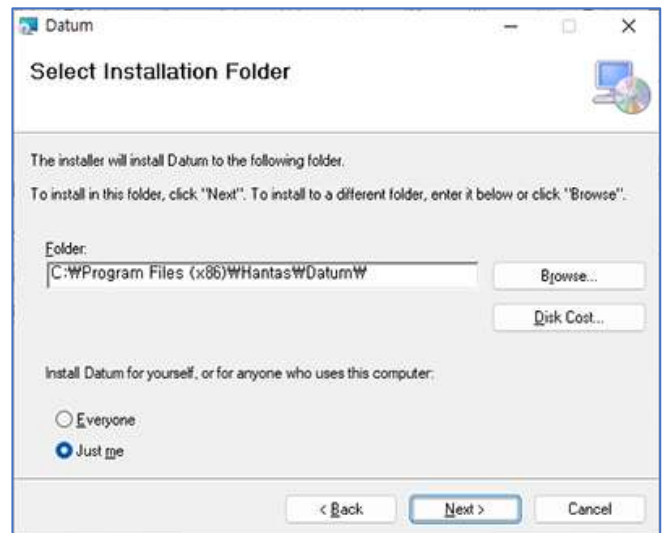 Datum
Select Installation Folder
The installer will install Datum to the following folder.
To install in this folder, click "Next". To install to a different folder, enter it below or click "Browse".
Folder:
C:₩Program Files (x86)₩Hantas₩Datum₩
Browse...
Disk Cost...
Install Datum for yourself, or for anyone who uses this computer:
Everyone
Just me
< Back
Next >
Cancel